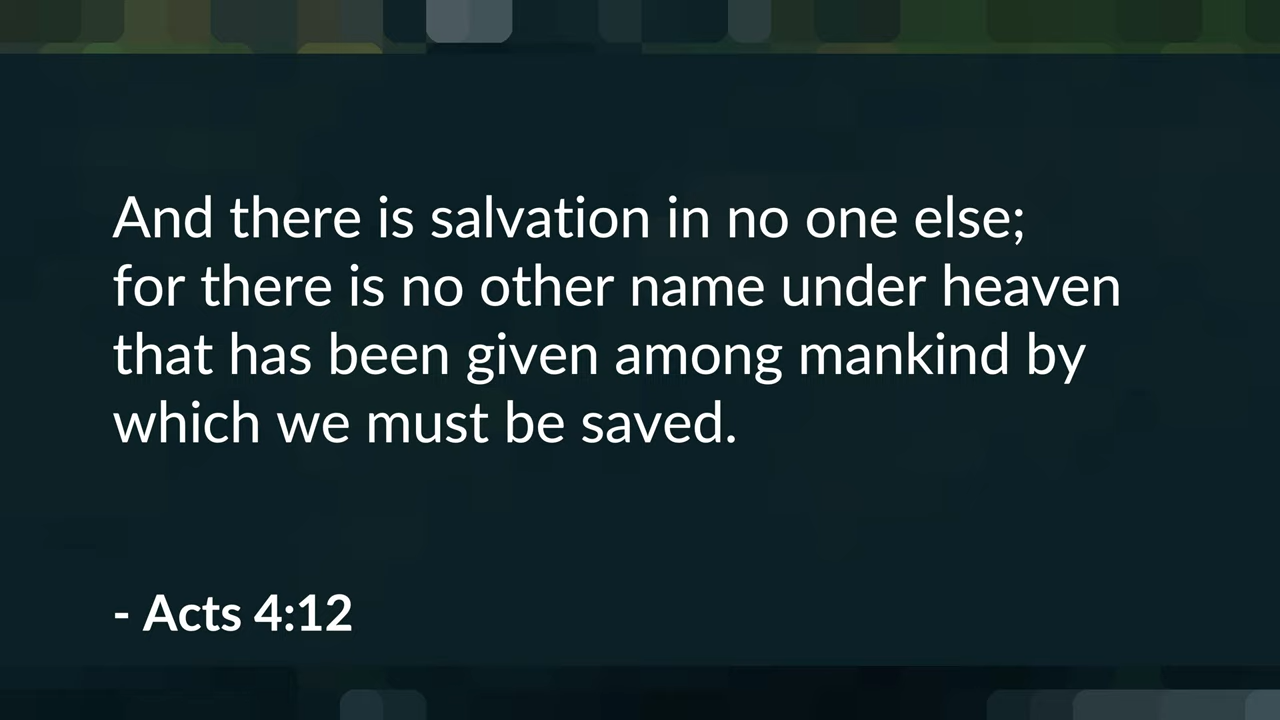 And there is salvation in no one else;
for there is no other name under heaven
that has been given among mankind by
which we must be saved.
- Acts 4:12